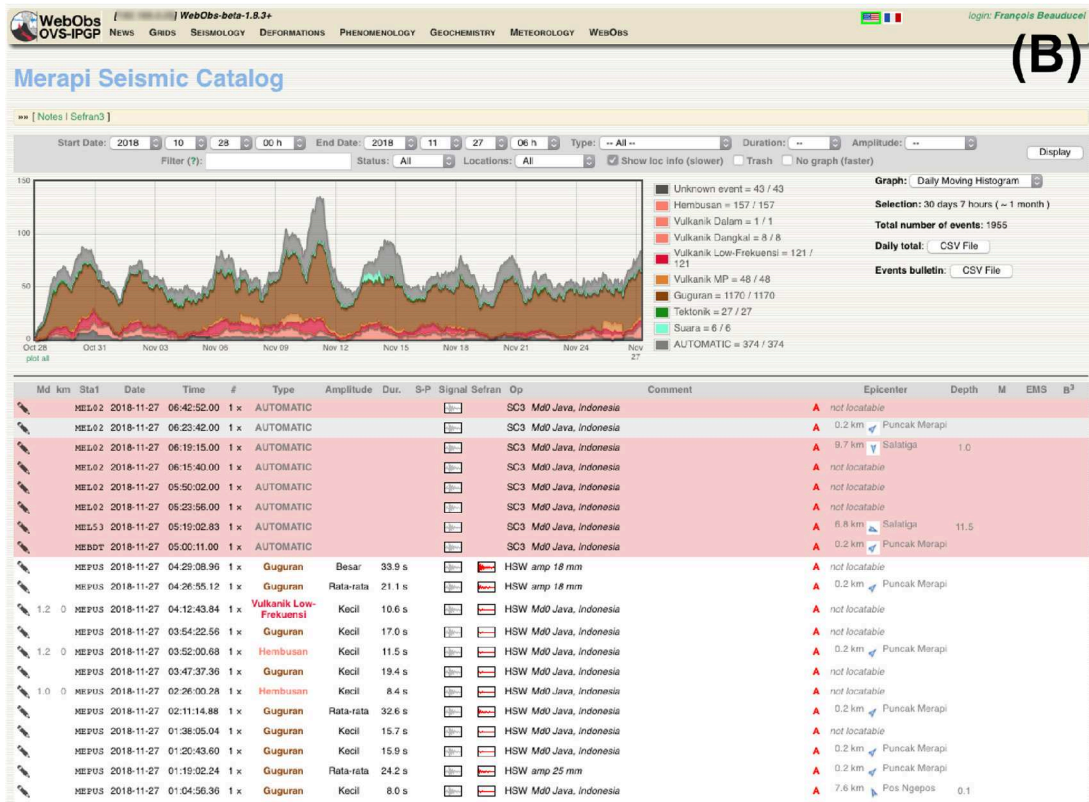 WebObs OVS-IPGP
WebObs-beta-1.8.3+
login: François Beauducel
NEWS GRIDS SEISMOLOGY DEFORMATIONS PHENOMENOLOGY GEOCHEMISTRY METEOROLOGY WEBOBS
(B)
Merapi Seismic Catalog
»» [ Notes | Sefran3 ]
Start Date: 2018 10 28 00 h End Date: 2018 11 27 06 h Type: -- All -- Duration: -- Amplitude: --
Filter (?): Status: All Locations: All Show loc info (slower) Trash No graph (faster)
Display
150
100
50
0
Oct 28 Oct 31 Nov 03 Nov 06 Nov 09 Nov 12 Nov 15 Nov 18 Nov 21 Nov 24 Nov 27
plot all
Unknown event = 43 / 43
Hembusan = 157 / 157
Vulkanik Dalam = 1 / 1
Vulkanik Dangkal = 8 / 8
Vulkanik Low-Frekuensi = 121 /
121
Vulkanik MP = 48 / 48
Guguran = 1170 / 1170
Tektonik = 27 / 27
Suara = 6 / 6
AUTOMATIC = 374 / 374
Graph: Daily Moving Histogram
Selection: 30 days 7 hours ( ~ 1 month )
Total number of events: 1955
Daily total: CSV File
Events bulletin: CSV File
Md km Sta1 Date Time # Type Amplitude Dur. S-P Signal Sefran Op Comment Epicenter Depth M EMS B³
MEL02 2018-11-27 06:42:52.00 1 x AUTOMATIC SC3 Md0 Java, indonesia A not locatable
MEL02 2018-11-27 06:23:42.00 1 x AUTOMATIC SC3 Md0 Java, indonesia A 0.2 km Puncak Merapi
MEL02 2018-11-27 06:19:15.00 1 x AUTOMATIC SC3 Md0 Java, indonesia A 9.7 km Salatiga 1.0
MEL02 2018-11-27 06:15:40.00 1 x AUTOMATIC SC3 Md0 Java, indonesia A not locatable
MEL02 2018-11-27 05:50:02.00 1 x AUTOMATIC SC3 Md0 Java, indonesia A not locatable
MEL02 2018-11-27 05:23:56.00 1 x AUTOMATIC SC3 Md0 Java, indonesia A not locatable
MEL53 2018-11-27 05:19:02.83 1 x AUTOMATIC SC3 Md0 Java, indonesia A 6.8 km Salatiga 11.5
MEBDT 2018-11-27 05:00:11.00 1 x AUTOMATIC SC3 Md0 Java, indonesia A 0.2 km Puncak Merapi
MEPUS 2018-11-27 04:29:08.96 1 x Guguran Besar 33.9 s HSW amp 18 mm A not locatable
MEPUS 2018-11-27 04:26:55.12 1 x Guguran Rata-rata 21.1 s HSW amp 18 mm A 0.2 km Puncak Merapi
1.2 0 MEPUS 2018-11-27 04:12:43.84 1 x Vulkanik Low-Frekuensi Kecil 10.6 s HSW Md0 Java, indonesia A not locatable
MEPUS 2018-11-27 03:54:22.56 1 x Guguran Kecil 17.0 s HSW Md0 Java, indonesia A not locatable
1.2 0 MEPUS 2018-11-27 03:52:00.68 1 x Hembusan Kecil 11.5 s HSW Md0 Java, indonesia A 0.2 km Puncak Merapi
MEPUS 2018-11-27 03:47:37.36 1 x Guguran Kecil 19.4 s HSW Md0 Java, indonesia A not locatable
1.0 0 MEPUS 2018-11-27 02:26:00.28 1 x Hembusan Kecil 8.4 s HSW Md0 Java, indonesia A not locatable
MEPUS 2018-11-27 02:11:14.88 1 x Guguran Rata-rata 32.6 s HSW Md0 Java, indonesia A 0.2 km Puncak Merapi
MEPUS 2018-11-27 01:38:05.04 1 x Guguran Kecil 15.7 s HSW Md0 Java, indonesia A not locatable
MEPUS 2018-11-27 01:20:43.60 1 x Guguran Kecil 15.9 s HSW Md0 Java, indonesia A 0.2 km Puncak Merapi
MEPUS 2018-11-27 01:19:02.24 1 x Guguran Rata-rata 24.2 s HSW amp 25 mm A 0.2 km Puncak Merapi
MEPUS 2018-11-27 01:04:56.36 1 x Guguran Kecil 8.0 s HSW Md0 Java, indonesia A 7.6 km Pos Ngepos 0.1